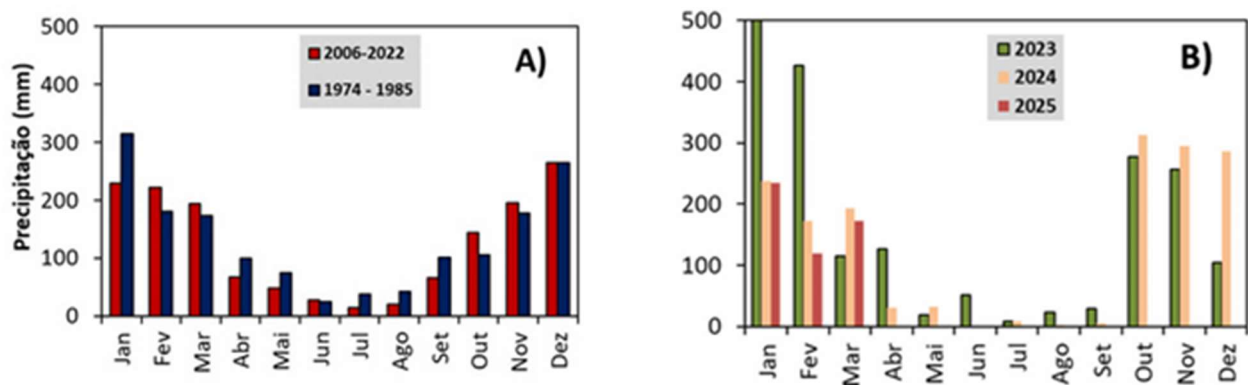 Precipitação (mm)
500
400
300
200
100
0
2006-2022
1974 - 1985
A)
Jan Fev Mar Abr Mai Jun Jul Ago Set Out Nov Dez
500
400
300
200
100
0
2023
2024
2025
B)
Jan Fev Mar Abr Mai Jun Jul Ago Set Out Nov Dez